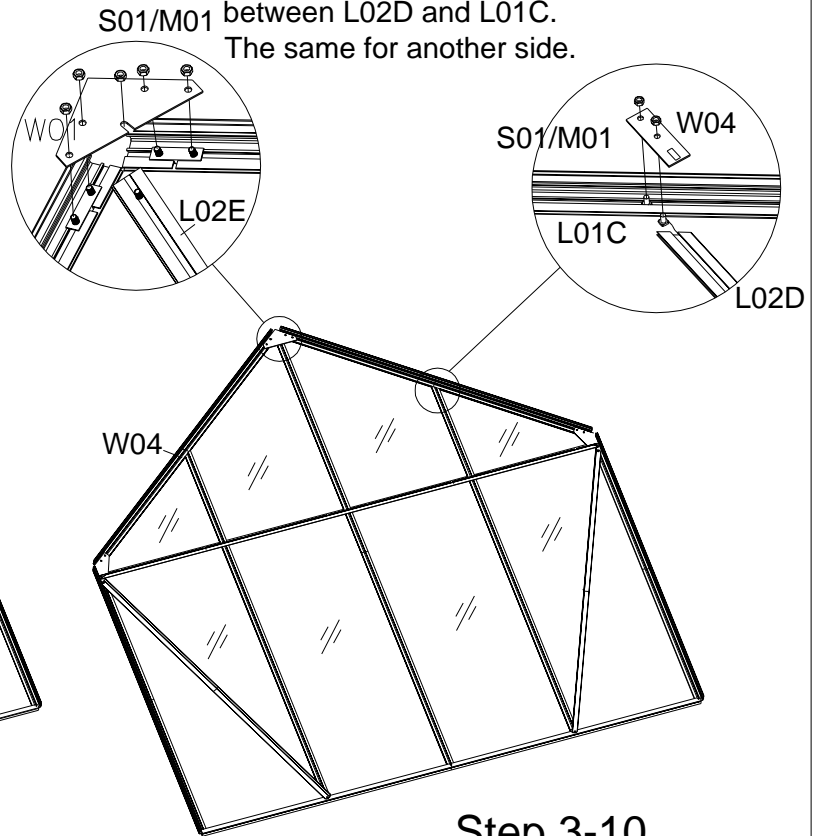 between L02D and L01C.
S01/M01
The same for another side.
W01
L02E
S01/M01
W04
L01C
L02D
W04
Step 3-10